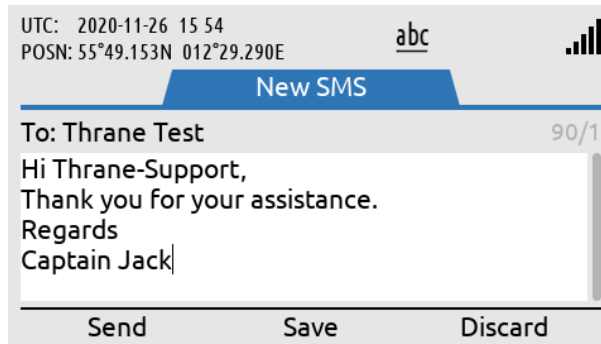 UTC: 2020-11-26 15 54
POSN: 55°49.153N 012°29.290E
abc
New SMS
To: Thrane Test 90/1
Hi Thrane-Support,
Thank you for your assistance.
Regards
Captain Jack
Send Save Discard